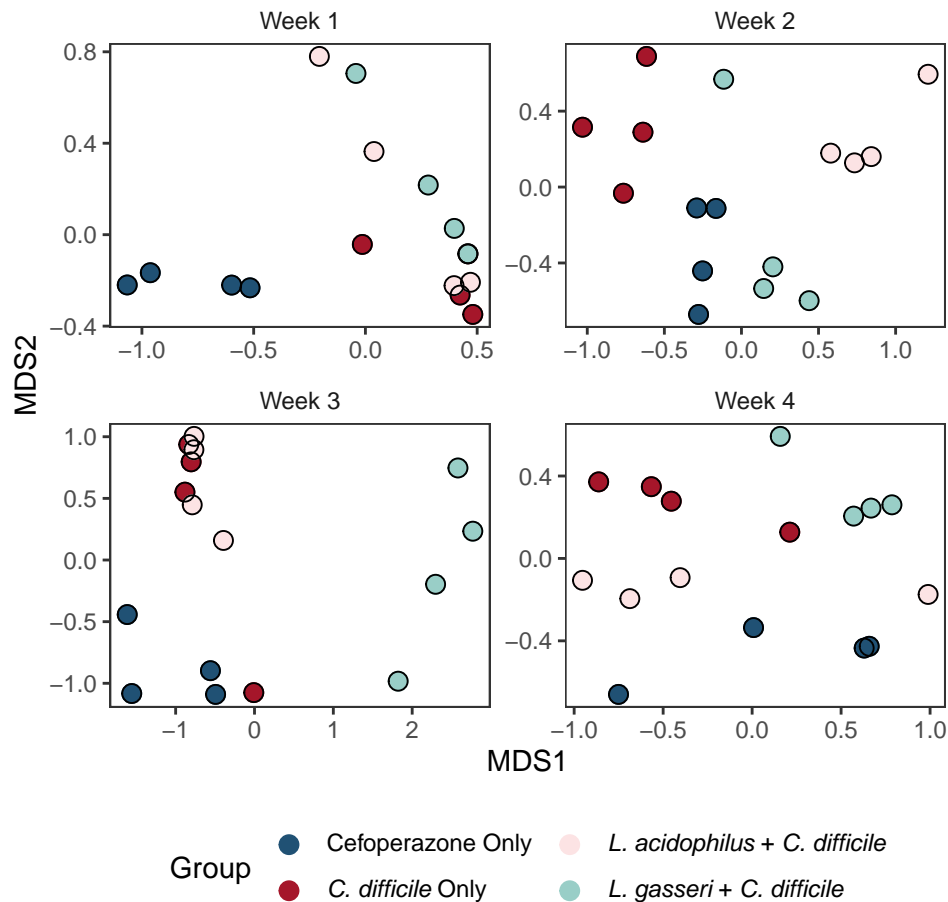 Week 1
Week 2
0.8
0.4
0.0
−0.4
0.4
0.0
−0.4
−1.0 −0.5 0.0 0.5
−1.0 −0.5 0.0 0.5 1.0
MDS2
Week 3
Week 4
1.0
0.5
0.0
−0.5
−1.0
0.4
0.0
−0.4
−1 0 1 2
−1.0 −0.5 0.0 0.5 1.0
MDS1
Group
Cefoperazone Only
C. difficile Only
L. acidophilus + C. difficile
L. gasseri + C. difficile